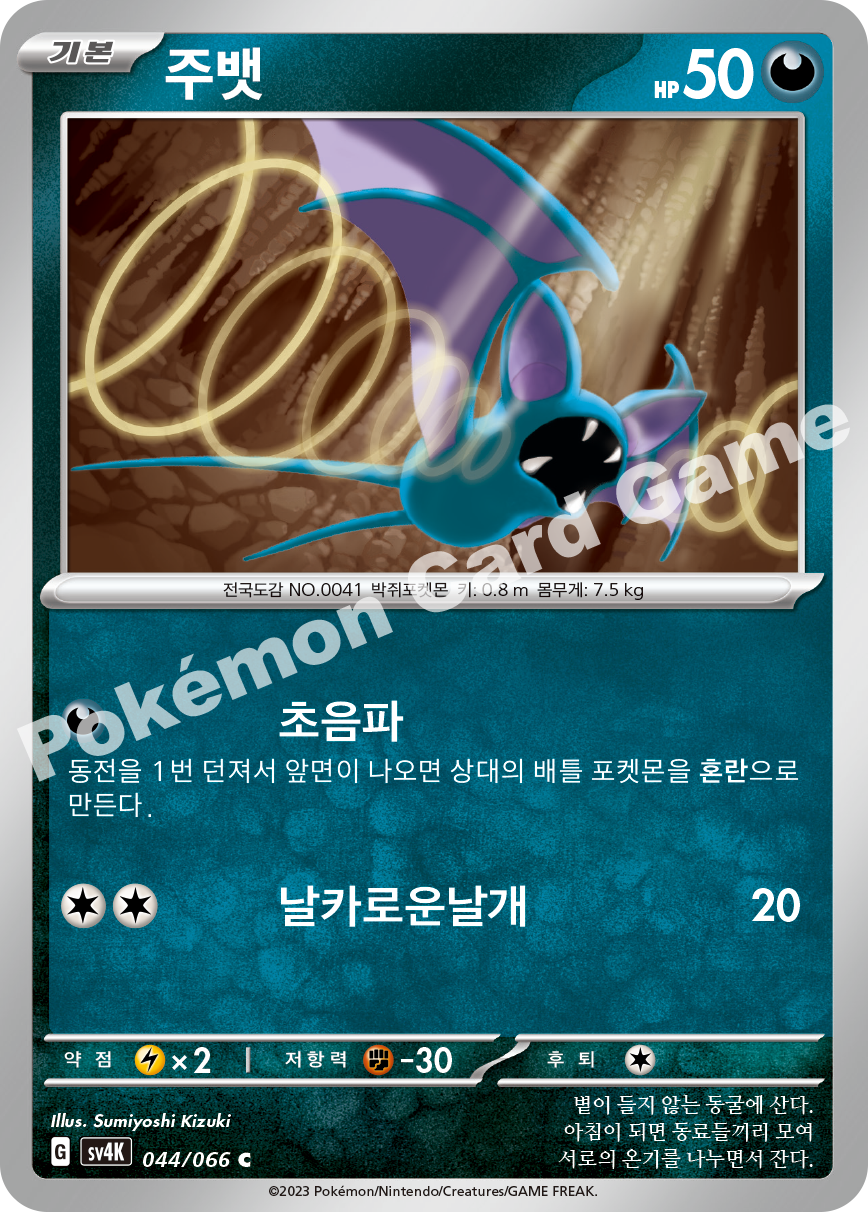 기본 주뱃 HP 50
전국도감 NO.0041 박쥐포켓몬 키: 0.8 m 몸무게: 7.5 kg
Pokémon Card Game
초음파
동전을 1번 던져서 앞면이 나오면 상대의 배틀 포켓몬을 혼란으로
만든다.
날카로운날개 20
약점 ×2 저항력 -30 후퇴
Illus. Sumiyoshi Kizuki
G sv4K 044/066 C
볕이 들지 않는 동굴에 산다.
아침이 되면 동료들끼리 모여
서로의 온기를 나누면서 잔다.
©2023 Pokémon/Nintendo/Creatures/GAME FREAK.